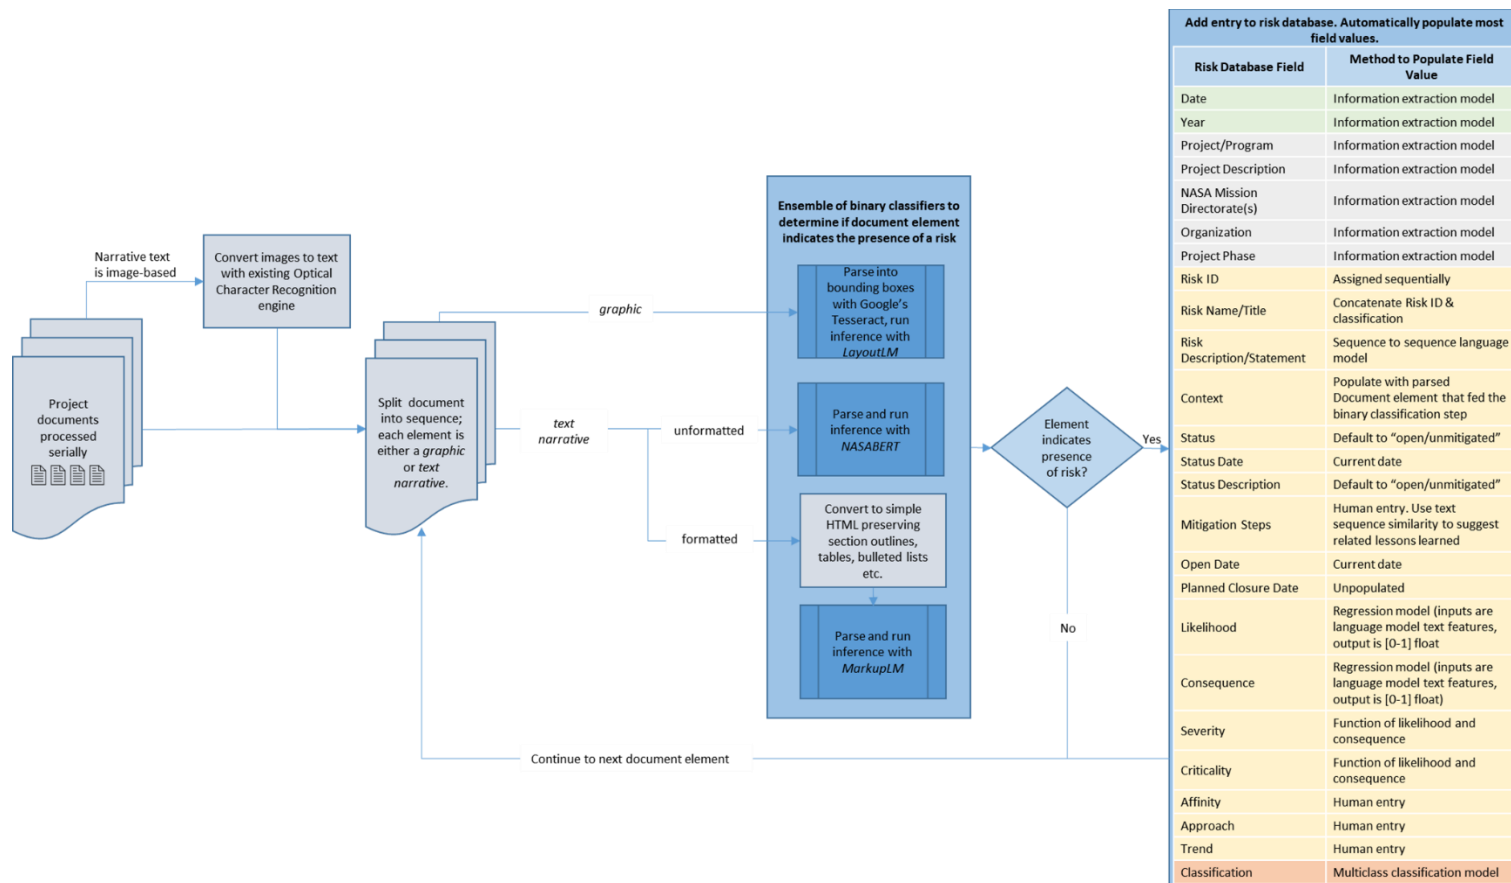 Narrative text
is image-based
Convert images to text
with existing Optical
Character Recognition
engine
Project
documents
processed
serially
Split document
into sequence;
each element is
either a graphic
or text
narrative.
graphic
text
narrative
unformatted
formatted
Ensemble of binary classifiers to
determine if document element
indicates the presence of a risk
Parse into
bounding boxes
with Google's
Tesseract, run
inference with
LayoutLM
Parse and run
inference with
NASABERT
Convert to simple
HTML preserving
section outlines,
tables, bulleted lists
etc.
Parse and run
inference with
MarkupLM
Element
indicates
presence
of risk?
Yes
No
Continue to next document element
Add entry to risk database. Automatically populate most
field values.
Risk Database Field
Method to Populate Field
Value
Date
Information extraction model
Year
Information extraction model
Project/Program
Information extraction model
Project Description
Information extraction model
NASA Mission
Directorate(s)
Information extraction model
Organization
Information extraction model
Project Phase
Information extraction model
Risk ID
Assigned sequentially
Risk Name/Title
Concatenate Risk ID &
classification
Risk
Description/Statement
Sequence to sequence language
model
Context
Populate with parsed
Document element that fed the
binary classification step
Status
Default to "open/unmitigated"
Status Date
Current date
Status Description
Default to "open/unmitigated"
Mitigation Steps
Human entry. Use text
sequence similarity to suggest
related lessons learned
Open Date
Current date
Planned Closure Date
Unpopulated
Likelihood
Regression model (inputs are
language model text features,
output is [0-1] float
Consequence
Regression model (inputs are
language model text features,
output is [0-1] float)
Severity
Function of likelihood and
consequence
Criticality
Function of likelihood and
consequence
Affinity
Human entry
Approach
Human entry
Trend
Human entry
Classification
Multiclass classification model